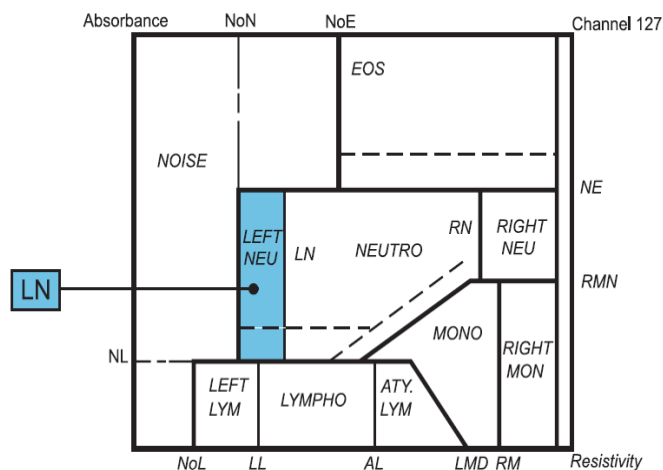 Absorbance NoN NoE Channel 127
EOS
NOISE
NE
LEFT
NEU
LN
NEUTRO
RN
RIGHT
NEU
LN
RMN
MONO
NL
RIGHT
MON
LEFT
LYM
LYMPHO
ATY.
LYM
NoL LL AL LMD RM Resistivity